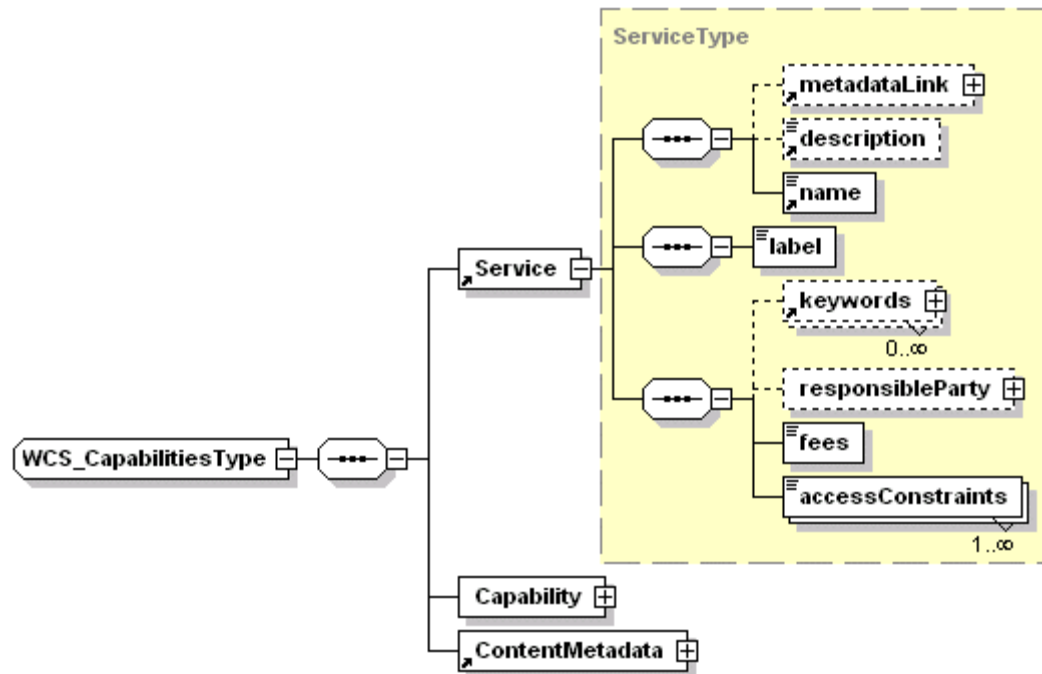 ServiceType
metadataLink
description
name
Service
label
keywords
0..∞
responsibleParty
WCS_CapabilitiesType
fees
accessConstraints
1..∞
Capability
ContentMetadata